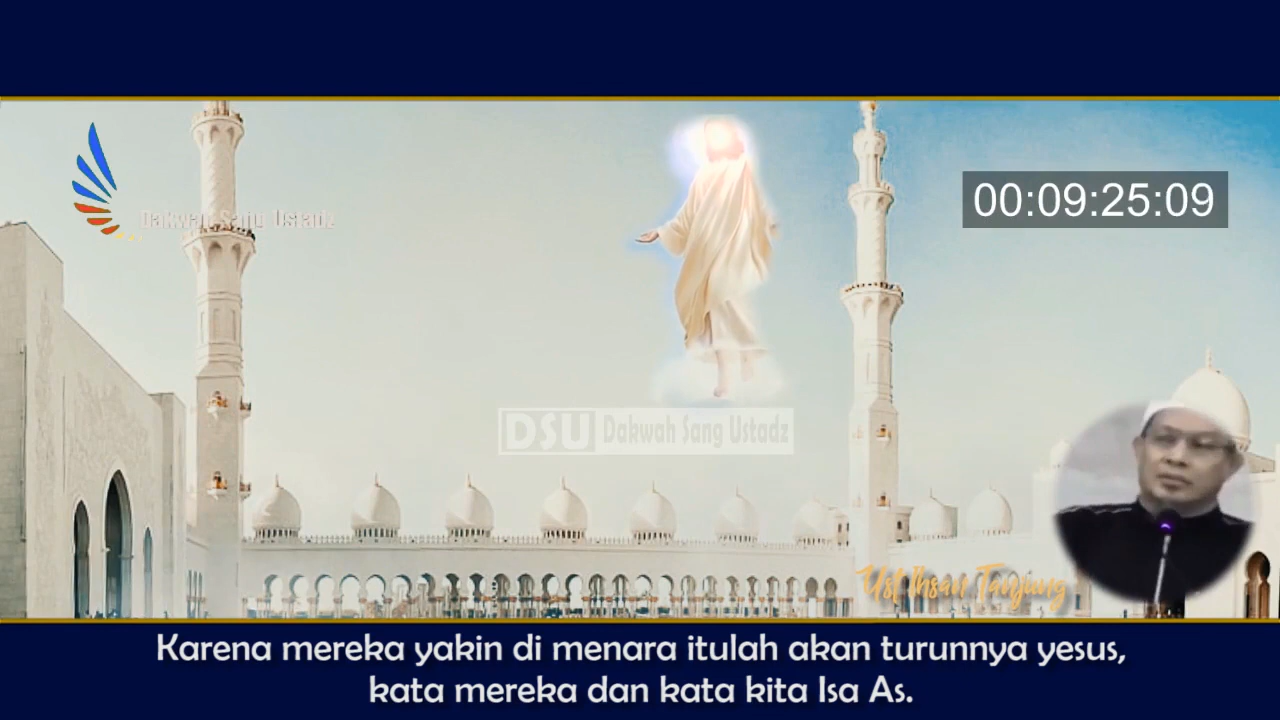 Dakwah Sang Ustadz
00:09:25:09
DSU Dakwah Sang Ustadz
Ust Ihsan Tanjung
Karena mereka yakin di menara itulah akan turunnya yesus,
kata mereka dan kata kita Isa As.